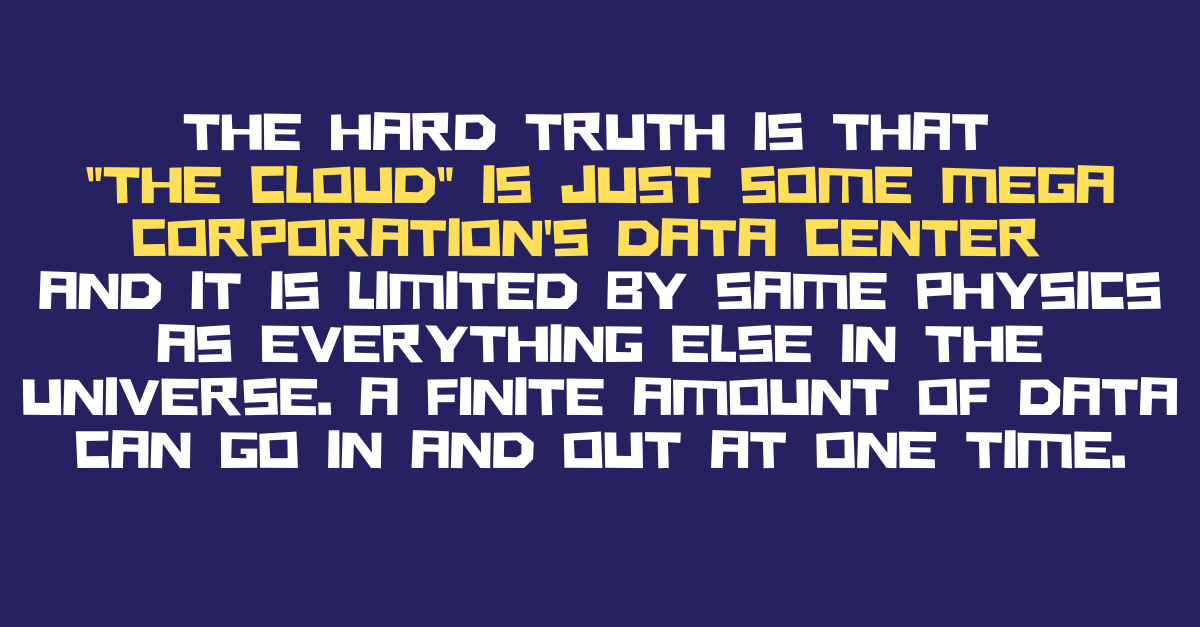 THE HARD TRUTH IS THAT
"THE CLOUD" IS JUST SOME MEGA
CORPORATION'S DATA CENTER
AND IT IS LIMITED BY SAME PHYSICS
AS EVERYTHING ELSE IN THE
UNIVERSE. A FINITE AMOUNT OF DATA
CAN GO IN AND OUT AT ONE TIME.